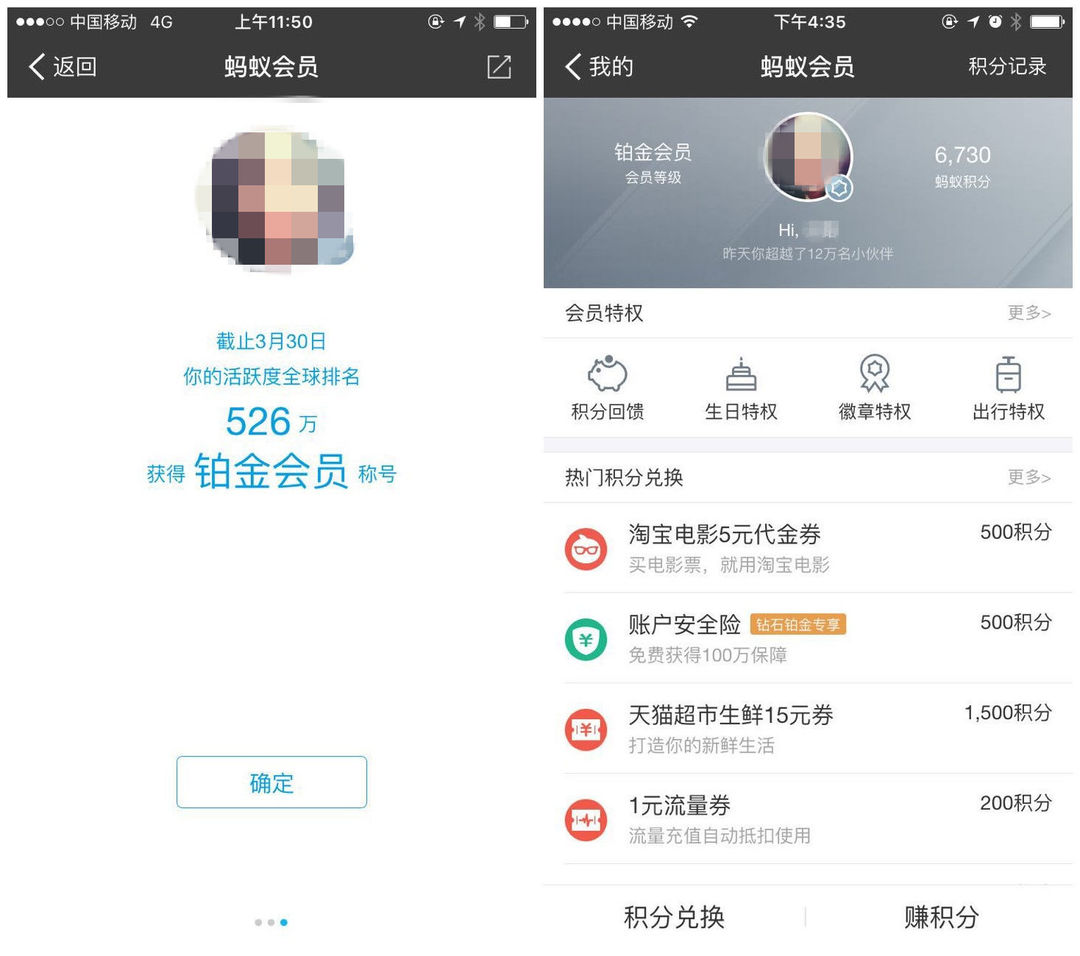 中国移动 4G 上午11:50
返回 蚂蚁会员
截止3月30日
你的活跃度全球排名
526 万
获得 铂金会员 称号
确定
中国移动 下午4:35
我的 蚂蚁会员 积分记录
铂金会员
会员等级
6,730
蚂蚁积分
Hi,
昨天你超越了12万名小伙伴
会员特权 更多>
积分回馈 生日特权 徽章特权 出行特权
热门积分兑换 更多>
淘宝电影5元代金券 500积分
买电影票，就用淘宝电影
账户安全险 钻石铂金专享 500积分
免费获得100万保障
天猫超市生鲜15元券 1,500积分
打造你的新鲜生活
1元流量券 200积分
流量充值自动抵扣使用
积分兑换 赚积分